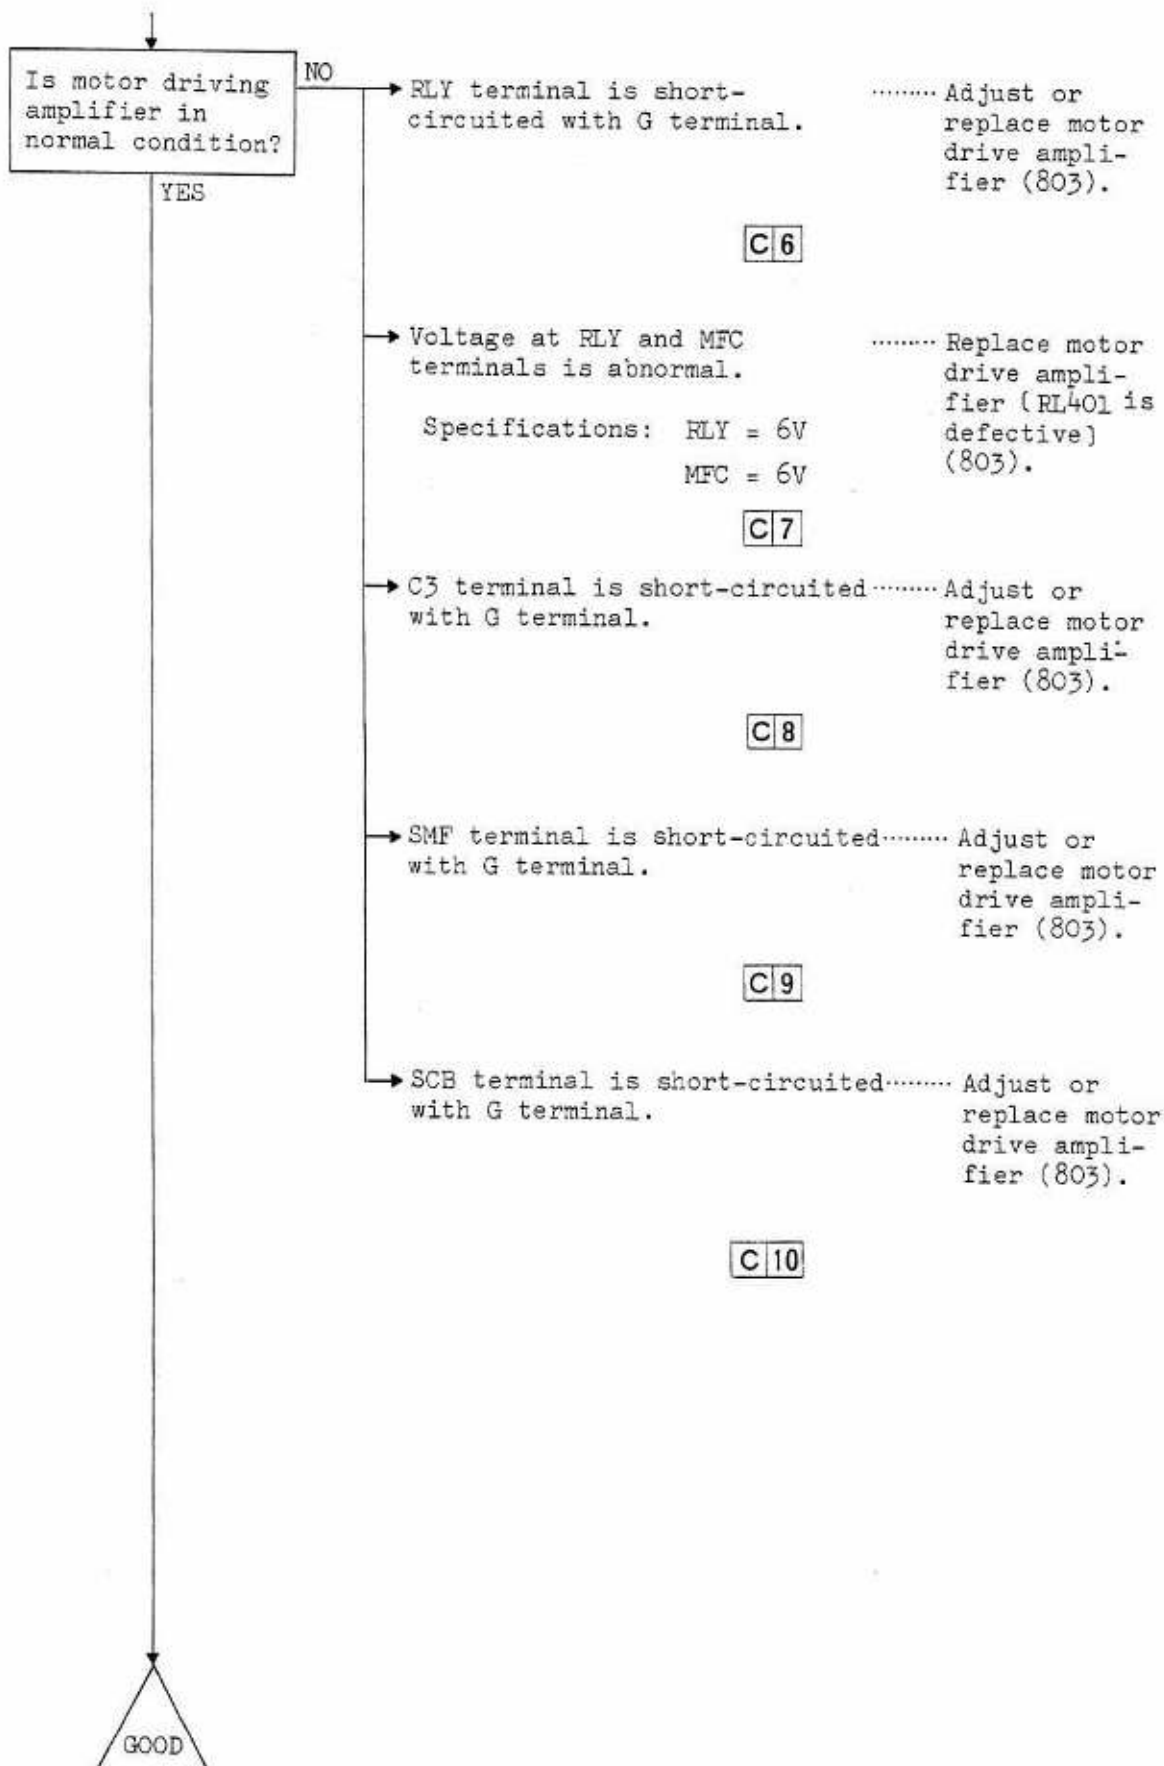 Is motor driving
amplifier in
normal condition?
NO
YES
RLY terminal is short-
circuited with G terminal.
········ Adjust or
replace motor
drive ampli-
fier (803).
C 6
Voltage at RLY and MFC
terminals is abnormal.
Specifications: RLY = 6V
MFC = 6V
········ Replace motor
drive ampli-
fier (RL401 is
defective)
(803).
C 7
C3 terminal is short-circuited
with G terminal.
········ Adjust or
replace motor
drive ampli-
fier (803).
C 8
SMF terminal is short-circuited
with G terminal.
········ Adjust or
replace motor
drive ampli-
fier (803).
C 9
SCB terminal is short-circuited
with G terminal.
········ Adjust or
replace motor
drive ampli-
fier (803).
C 10
GOOD